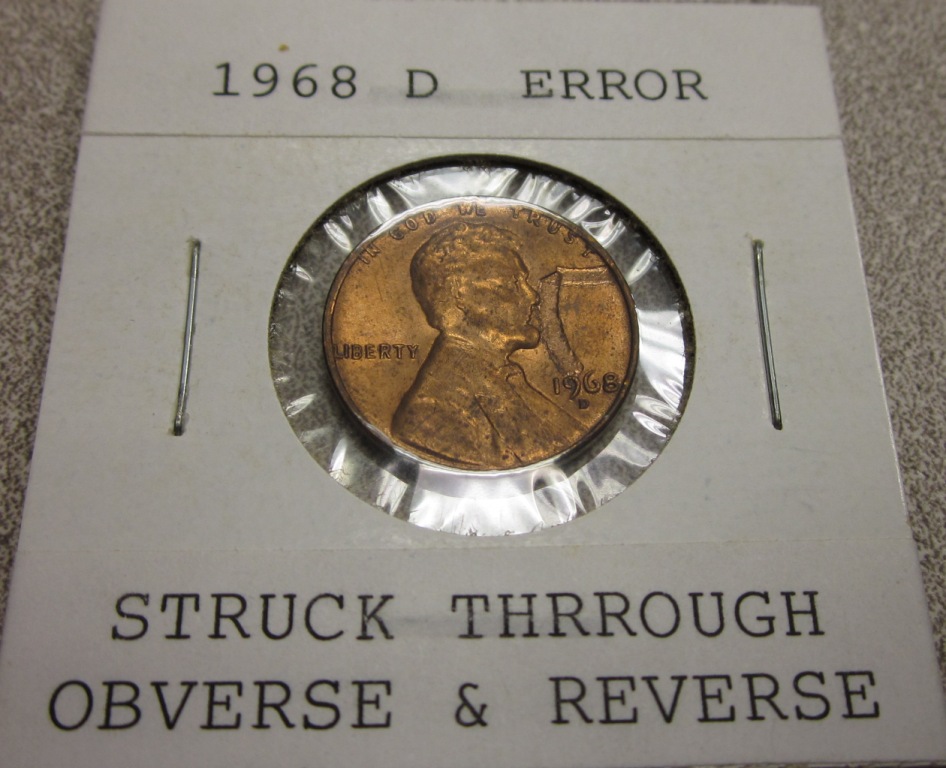 1968 D ERROR
IN GOD WE TRUST
LIBERTY
1968
D
STRUCK THRROUGH
OBVERSE & REVERSE